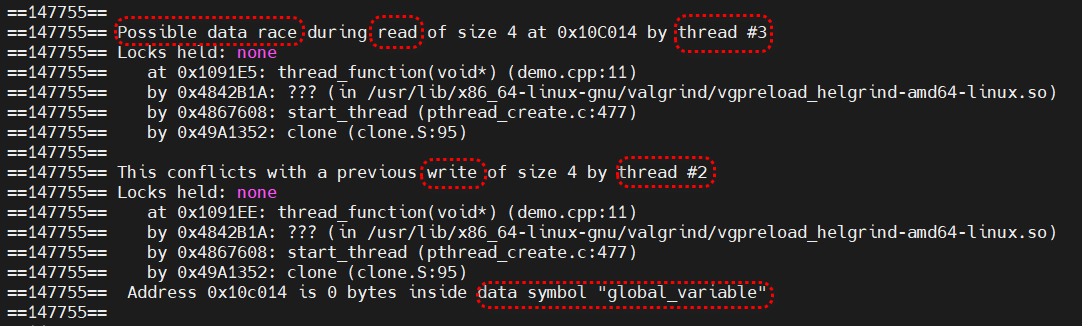 ==147755==
==147755== Possible data race during read of size 4 at 0x10C014 by thread #3
==147755== Locks held: none
==147755==    at 0x1091E5: thread_function(void*) (demo.cpp:11)
==147755==    by 0x4842B1A: ??? (in /usr/lib/x86_64-linux-gnu/valgrind/vgpreload_helgrind-amd64-linux.so)
==147755==    by 0x4867608: start_thread (pthread_create.c:477)
==147755==    by 0x49A1352: clone (clone.S:95)
==147755==
==147755== This conflicts with a previous write of size 4 by thread #2
==147755== Locks held: none
==147755==    at 0x1091EE: thread_function(void*) (demo.cpp:11)
==147755==    by 0x4842B1A: ??? (in /usr/lib/x86_64-linux-gnu/valgrind/vgpreload_helgrind-amd64-linux.so)
==147755==    by 0x4867608: start_thread (pthread_create.c:477)
==147755==    by 0x49A1352: clone (clone.S:95)
==147755==  Address 0x10c014 is 0 bytes inside data symbol "global_variable"
==147755==